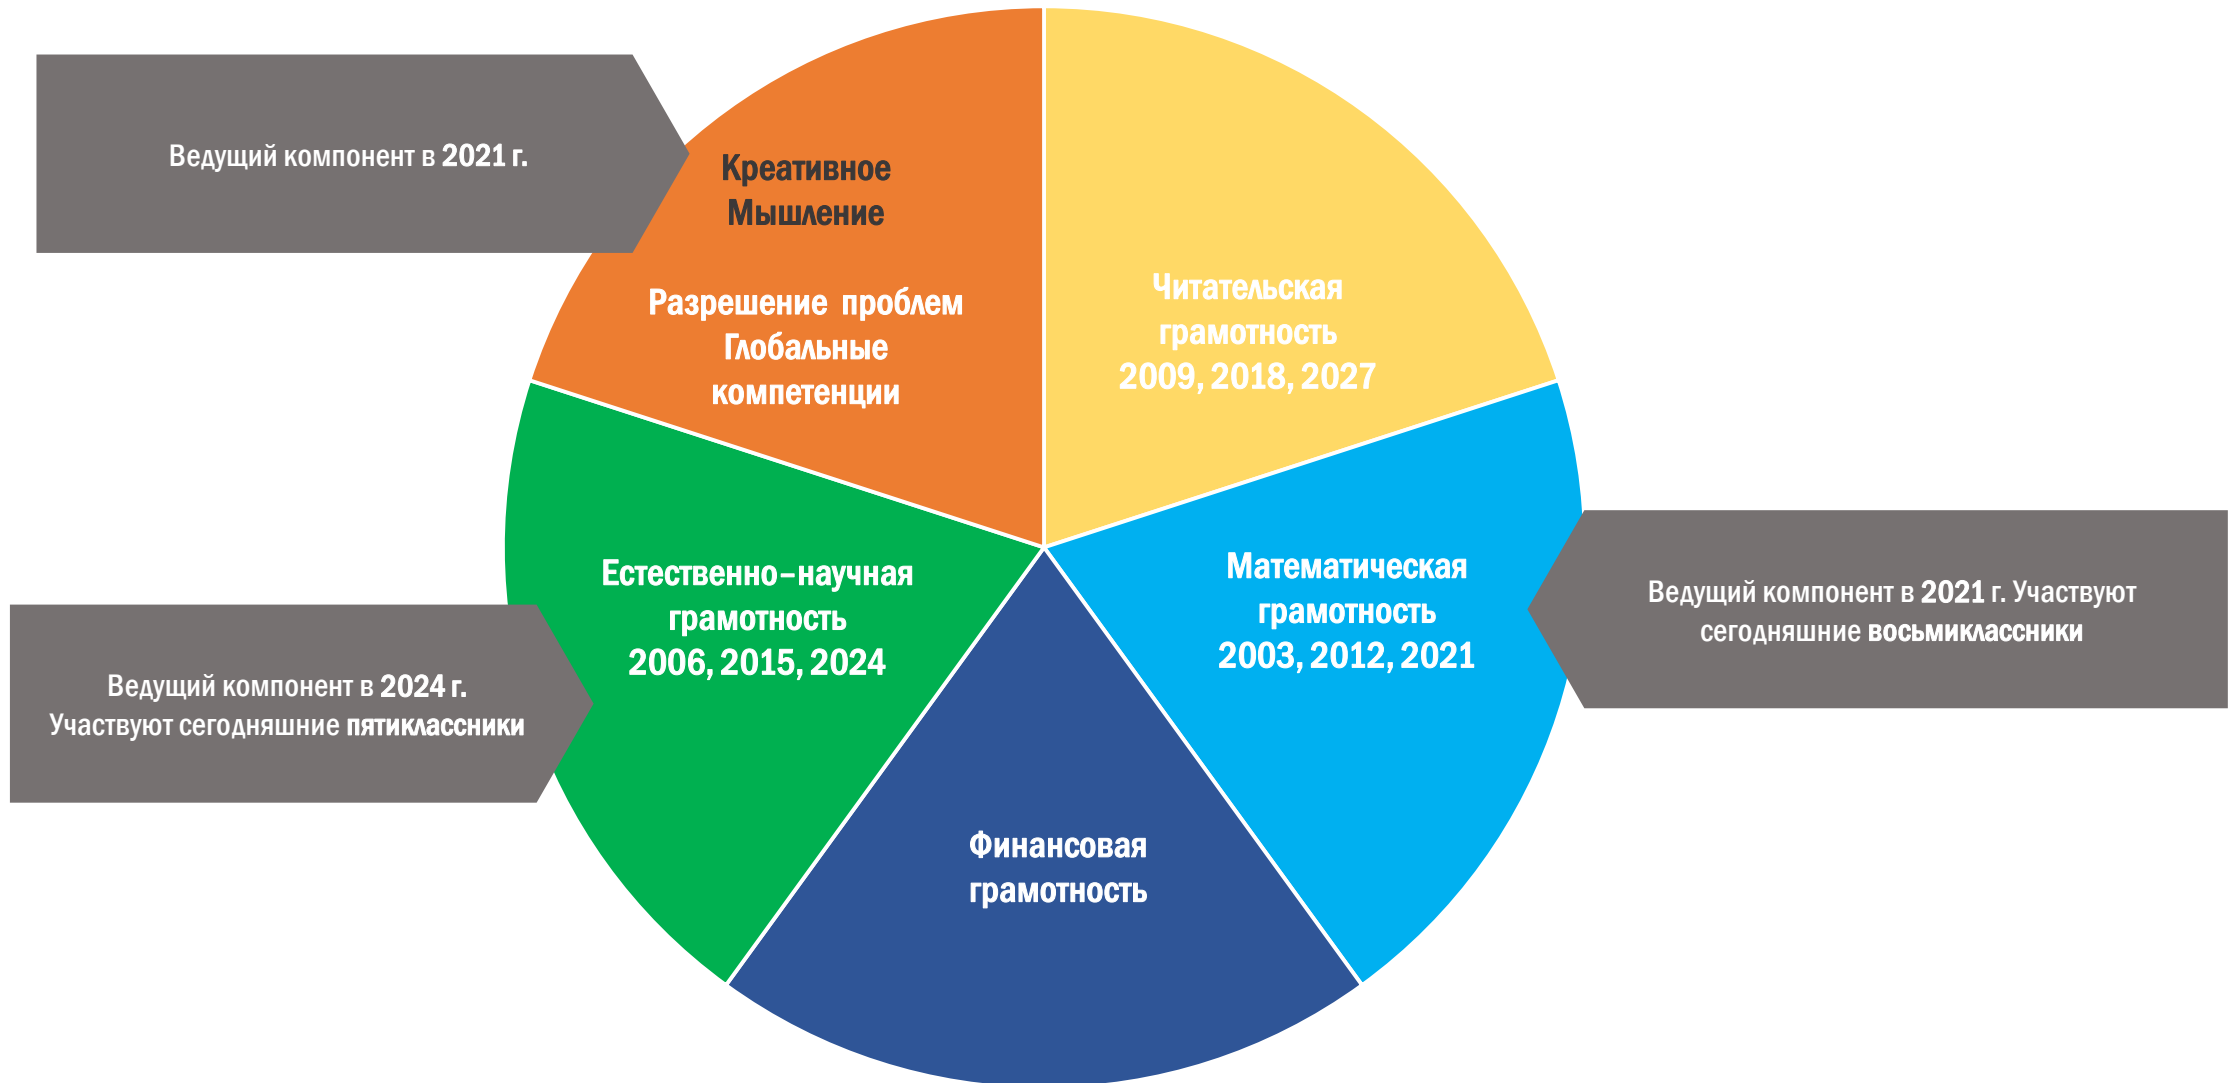 Ведущий компонент в 2021 г.
Креативное
Мышление
Разрешение проблем
Глобальные
компетенции
Читательская
грамотность
2009, 2018, 2027
Естественно-научная
грамотность
2006, 2015, 2024
Математическая
грамотность
2003, 2012, 2021
Ведущий компонент в 2021 г. Участвуют
сегодняшние восьмиклассники
Ведущий компонент в 2024 г.
Участвуют сегодняшние пятиклассники
Финансовая
грамотность